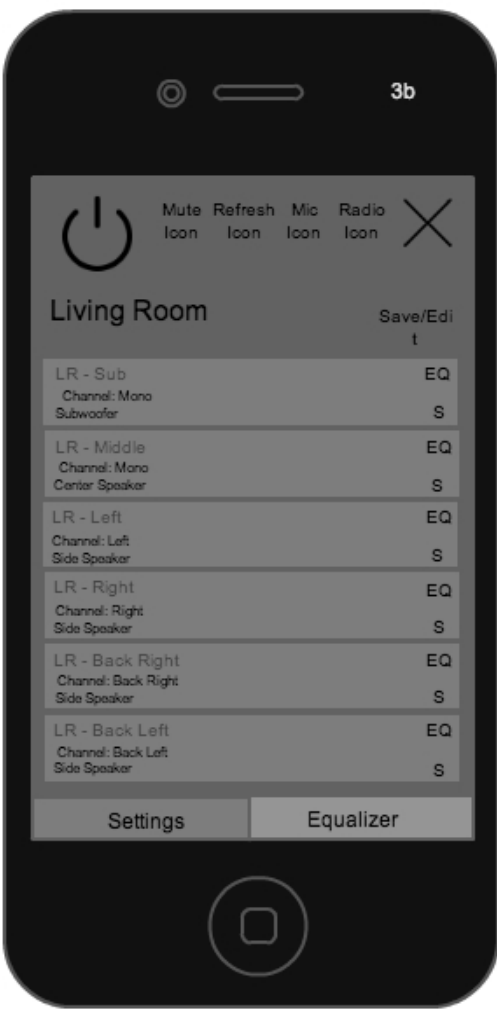 3b
Mute Refresh Mic Radio
Icon Icon Icon Icon
Living Room
Save/Edi
t
LR - Sub EQ
Channel: Mono
Subwoofer S
LR - Middle EQ
Channel: Mono
Center Speaker S
LR - Left EQ
Channel: Left
Side Speaker S
LR - Right EQ
Channel: Right
Side Speaker S
LR - Back Right EQ
Channel: Back Right
Side Speaker S
LR - Back Left EQ
Channel: Back Left
Side Speaker S
Settings Equalizer